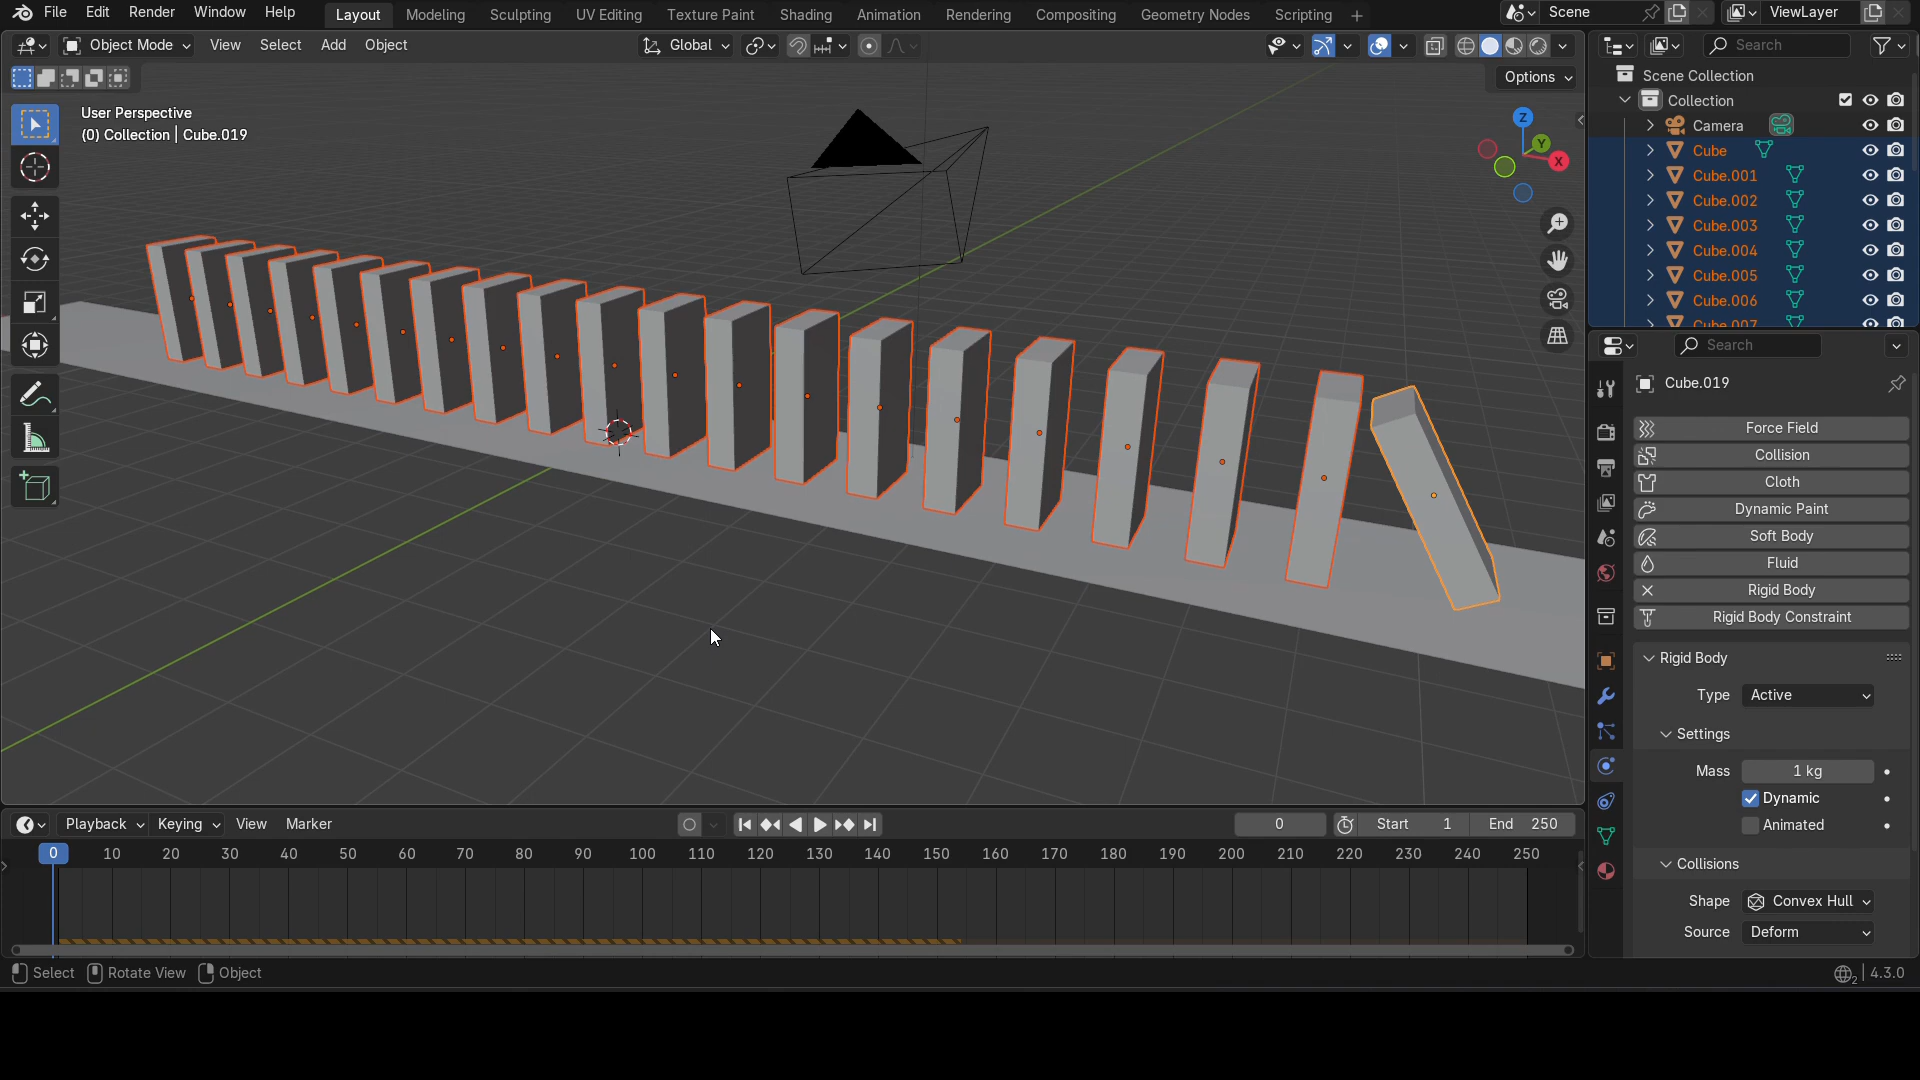 File Edit Render Window Help Layout Modeling Sculpting UV Editing Texture Paint Shading Animation Rendering Compositing Geometry Nodes Scripting + Scene ViewLayer
Object Mode View Select Add Object Global Search
Options
User Perspective
(0) Collection | Cube.019
Z
Y
X
Scene Collection
Collection
Camera
Cube
Cube.001
Cube.002
Cube.003
Cube.004
Cube.005
Cube.006
Cube.007
Search
Cube.019
Force Field
Collision
Cloth
Dynamic Paint
Soft Body
Fluid
Rigid Body
Rigid Body Constraint
Rigid Body
Type Active
Settings
Mass 1 kg
Dynamic
Animated
Collisions
Shape Convex Hull
Source Deform
Playback Keying View Marker 0 Start 1 End 250
0 10 20 30 40 50 60 70 80 90 100 110 120 130 140 150 160 170 180 190 200 210 220 230 240 250
Select Rotate View Object 2 4.3.0